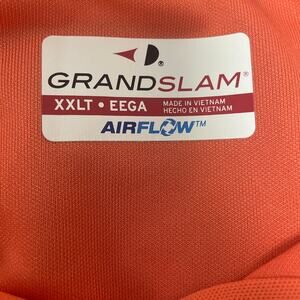 GRANDSLAM®
XXLT • EEGA MADE IN VIETNAM
HECHO EN VIETNAM
AIRFLOW™